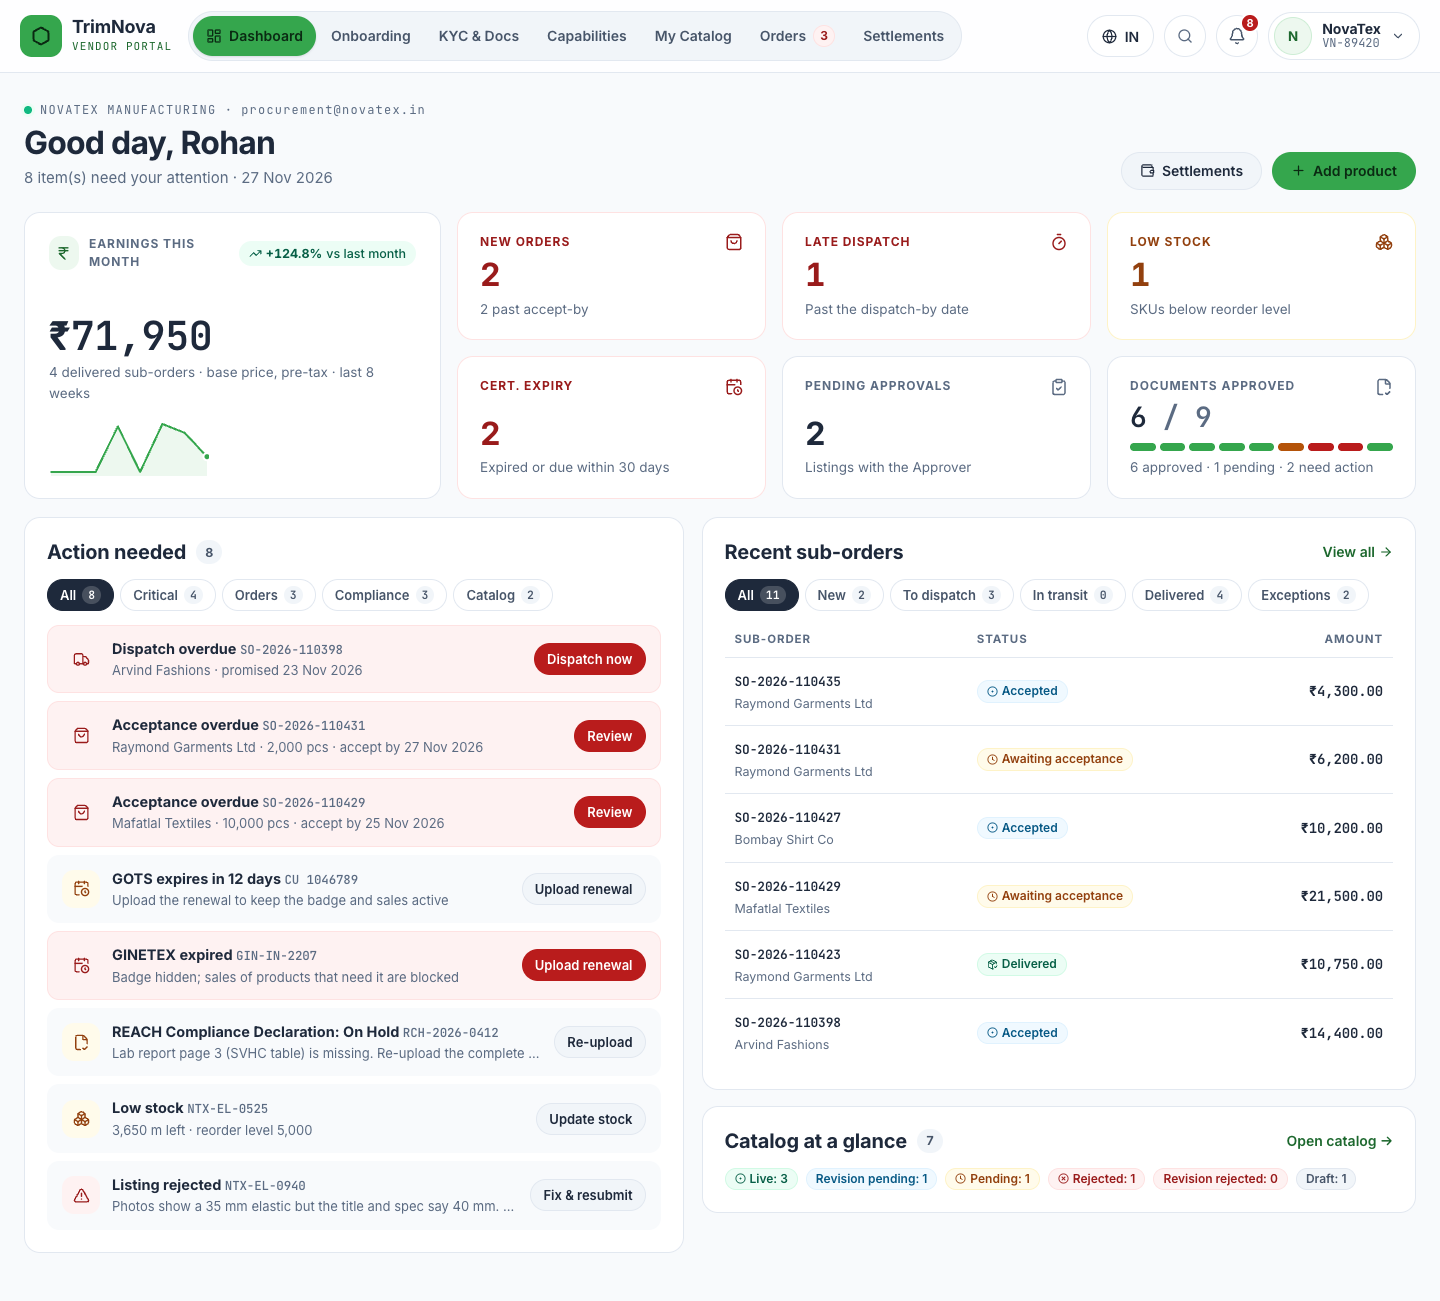 TrimNova
VENDOR PORTAL
Dashboard
Onboarding
KYC & Docs
Capabilities
My Catalog
Orders 3
Settlements
IN
8
N
NovaTex
VN-89420
NOVATEX MANUFACTURING · procurement@novatex.in
Good day, Rohan
8 item(s) need your attention · 27 Nov 2026
Settlements
+ Add product
₹
EARNINGS THIS
MONTH
+124.8% vs last month
₹71,950
4 delivered sub-orders · base price, pre-tax · last 8
weeks
NEW ORDERS
2
2 past accept-by
LATE DISPATCH
1
Past the dispatch-by date
LOW STOCK
1
SKUs below reorder level
CERT. EXPIRY
2
Expired or due within 30 days
PENDING APPROVALS
2
Listings with the Approver
DOCUMENTS APPROVED
6 / 9
6 approved · 1 pending · 2 need action
Action needed 8
All 8
Critical 4
Orders 3
Compliance 3
Catalog 2
Dispatch overdue SO-2026-110398
Arvind Fashions · promised 23 Nov 2026
Dispatch now
Acceptance overdue SO-2026-110431
Raymond Garments Ltd · 2,000 pcs · accept by 27 Nov 2026
Review
Acceptance overdue SO-2026-110429
Mafatlal Textiles · 10,000 pcs · accept by 25 Nov 2026
Review
GOTS expires in 12 days CU 1046789
Upload the renewal to keep the badge and sales active
Upload renewal
GINETEX expired GIN-IN-2207
Badge hidden; sales of products that need it are blocked
Upload renewal
REACH Compliance Declaration: On Hold RCH-2026-0412
Lab report page 3 (SVHC table) is missing. Re-upload the complete ...
Re-upload
Low stock NTX-EL-0525
3,650 m left · reorder level 5,000
Update stock
Listing rejected NTX-EL-0940
Photos show a 35 mm elastic but the title and spec say 40 mm. ...
Fix & resubmit
Recent sub-orders
View all →
All 11
New 2
To dispatch 3
In transit 0
Delivered 4
Exceptions 2
SUB-ORDER
STATUS
AMOUNT
SO-2026-110435
Raymond Garments Ltd
Accepted
₹4,300.00
SO-2026-110431
Raymond Garments Ltd
Awaiting acceptance
₹6,200.00
SO-2026-110427
Bombay Shirt Co
Accepted
₹10,200.00
SO-2026-110429
Mafatlal Textiles
Awaiting acceptance
₹21,500.00
SO-2026-110423
Raymond Garments Ltd
Delivered
₹10,750.00
SO-2026-110398
Arvind Fashions
Accepted
₹14,400.00
Catalog at a glance 7
Open catalog →
Live: 3
Revision pending: 1
Pending: 1
Rejected: 1
Revision rejected: 0
Draft: 1